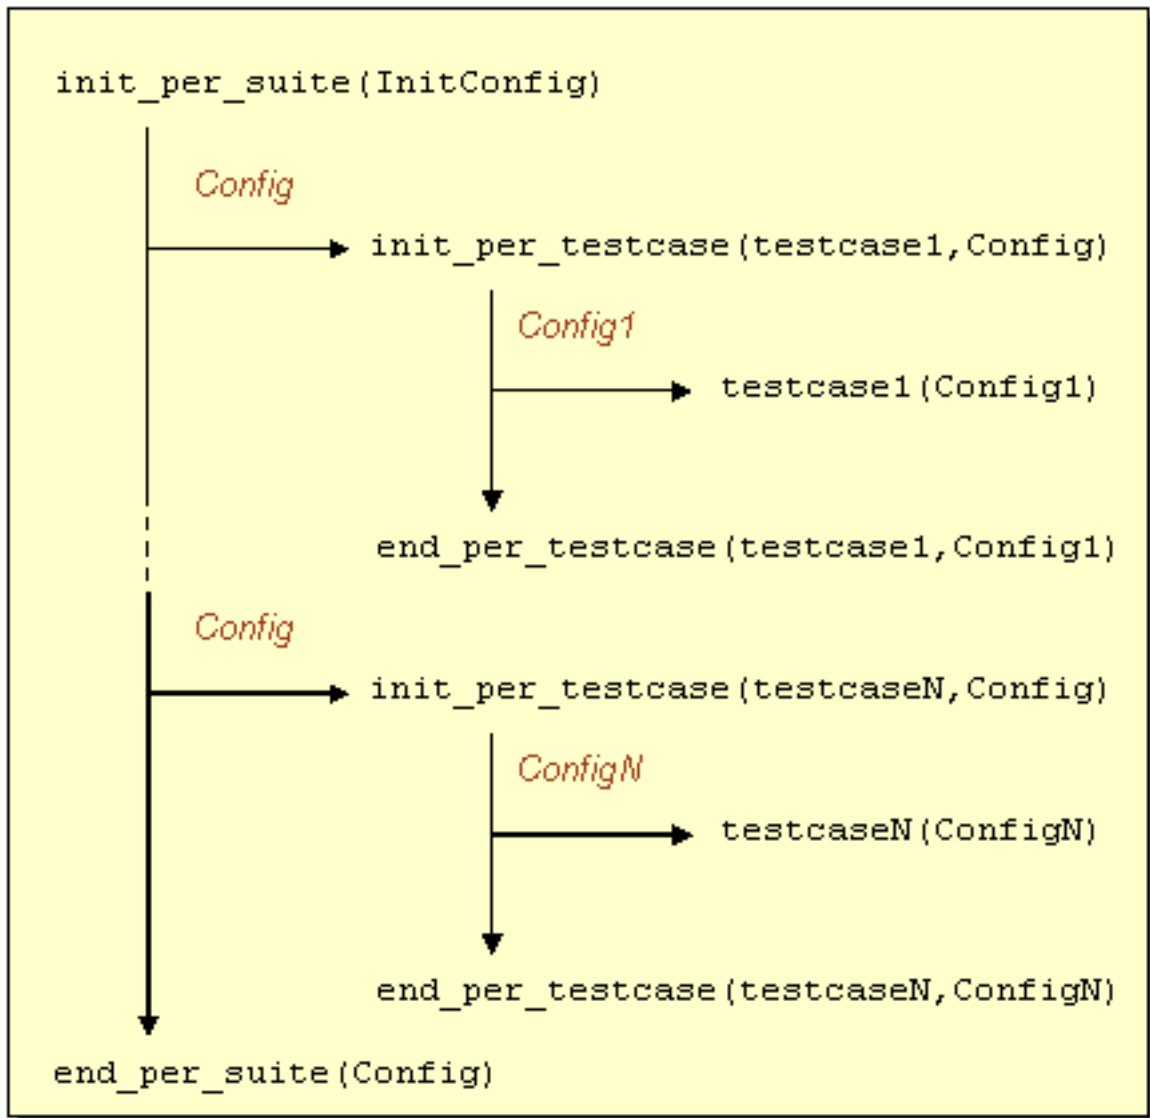 init_per_suite(InitConfig)
Config
init_per_testcase(testcase1,Config)
Config1
testcase1(Config1)
end_per_testcase(testcase1,Config1)
Config
init_per_testcase(testcaseN,Config)
ConfigN
testcaseN(ConfigN)
end_per_testcase(testcaseN,ConfigN)
end_per_suite(Config)